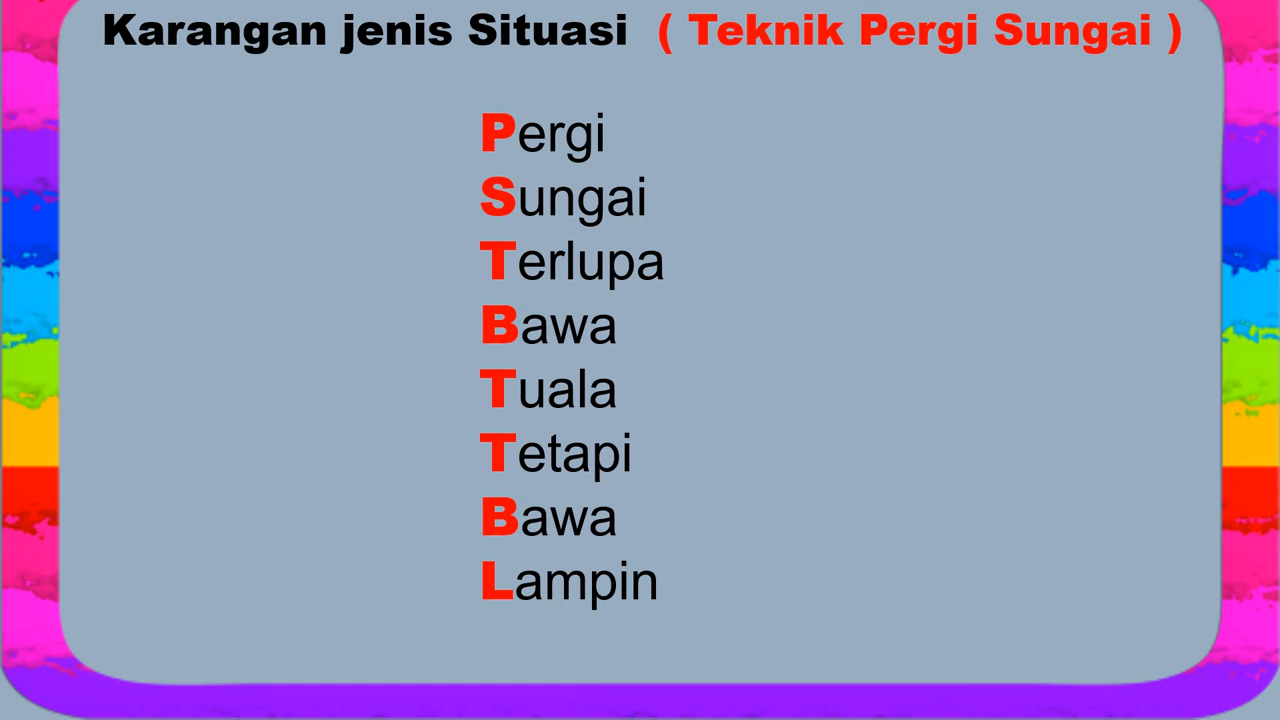 Karangan jenis Situasi ( Teknik Pergi Sungai )
Pergi
Sungai
Terlupa
Bawa
Tuala
Tetapi
Bawa
Lampin